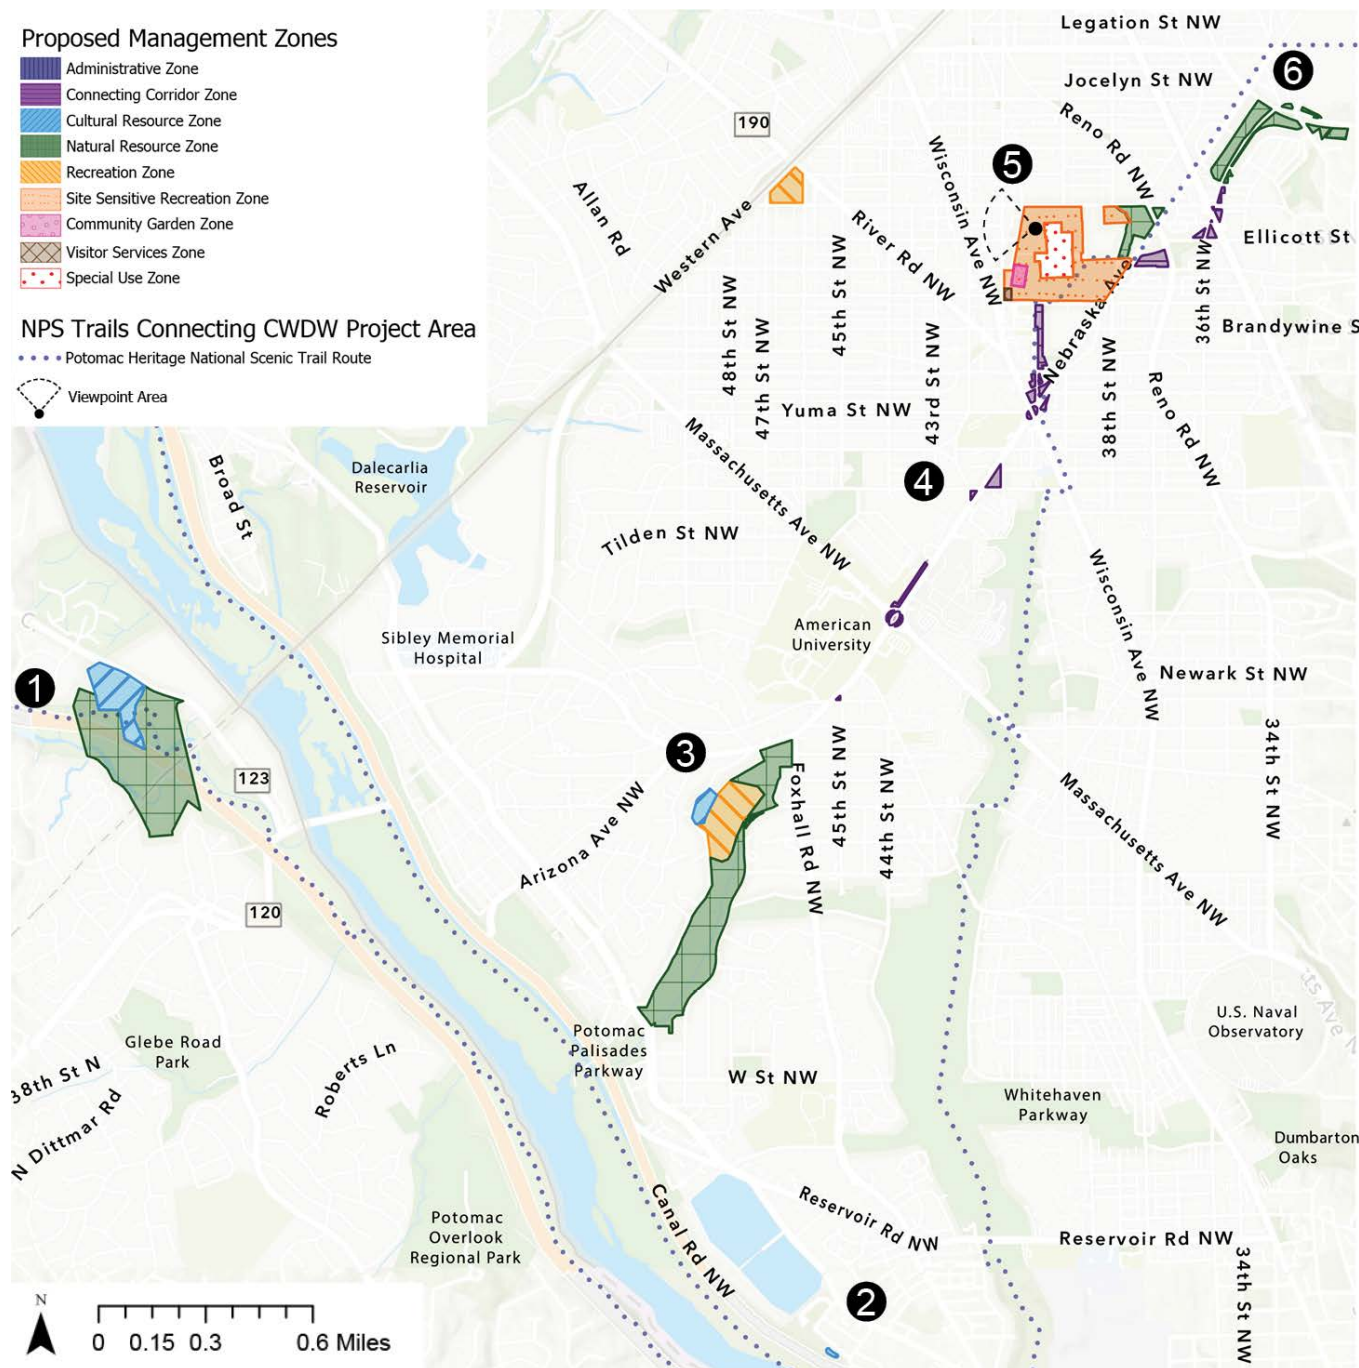 Proposed Management Zones
Administrative Zone
Connecting Corridor Zone
Cultural Resource Zone
Natural Resource Zone
Recreation Zone
Site Sensitive Recreation Zone
Community Garden Zone
Visitor Services Zone
Special Use Zone
NPS Trails Connecting CWDW Project Area
Potomac Heritage National Scenic Trail Route
Viewpoint Area
Legation St NW
Jocelyn St NW
6
190
Reno Rd NW
Wisconsin Ave NW
5
Allan Rd
Western Ave
River Rd NW
45th St NW
Ellicott St
36th St NW
48th St NW
47th St NW
43rd St NW
Nebraska Ave
38th St NW
Brandywine S
Reno Rd NW
Yuma St NW
Massachusetts Ave NW
4
Broad St
Dalecarlia
Reservoir
Tilden St NW
Wisconsin Ave NW
American
University
Sibley Memorial
Hospital
1
Newark St NW
34th St NW
3
123
Arizona Ave NW
Foxhall Rd NW
45th St NW
44th St NW
Massachusetts Ave NW
120
U.S. Naval
Observatory
Glebe Road
Park
Potomac
Palisades
Parkway
38th St N
N Dittmar Rd
Roberts Ln
W St NW
Whitehaven
Parkway
Dumbarton
Oaks
Canal Rd NW
Reservoir Rd NW
Reservoir Rd NW
Potomac
Overlook
Regional Park
34th St NW
2
N
0 0.15 0.3 0.6 Miles